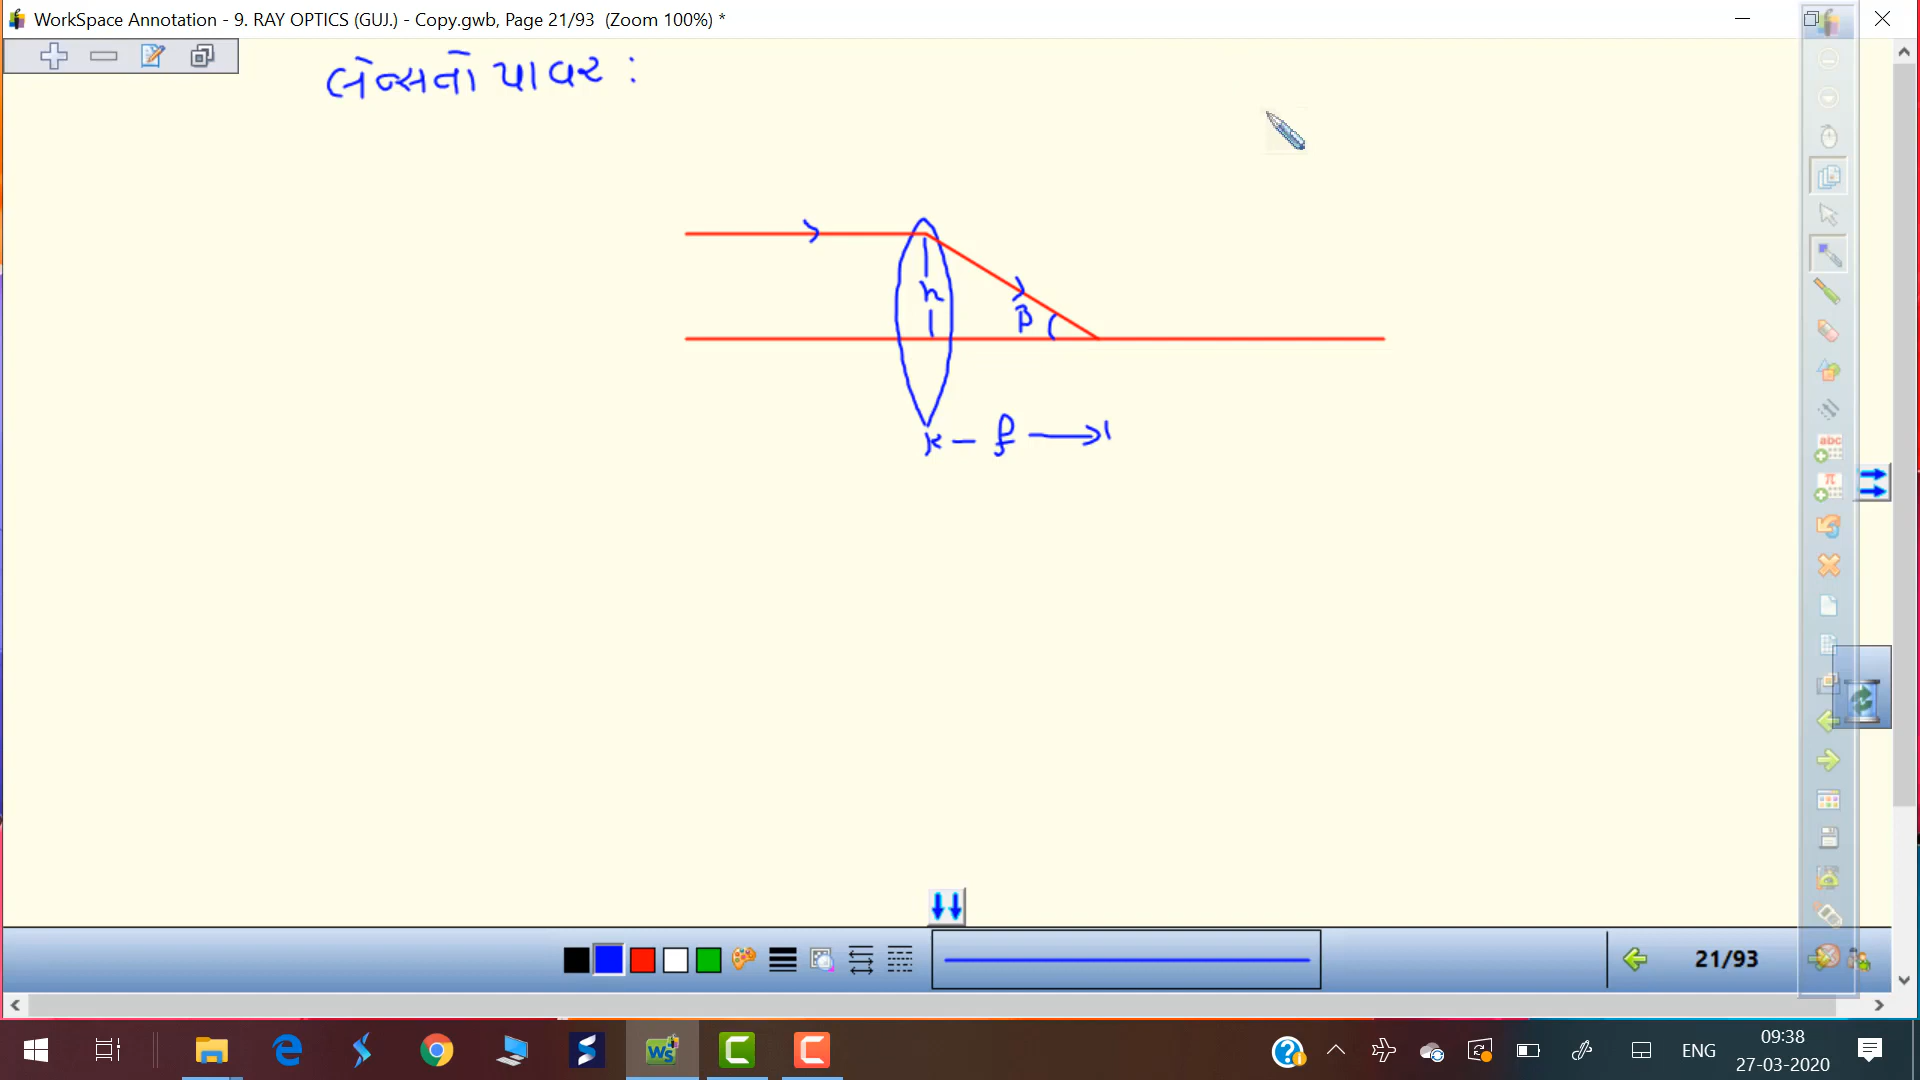 WorkSpace Annotation - 9. RAY OPTICS (GUJ.) - Copy.gwb, Page 21/93 (Zoom 100%) *
લેન્સનો પાવર :
h
β
f
abc
π
21/93
ENG
09:38
27-03-2020